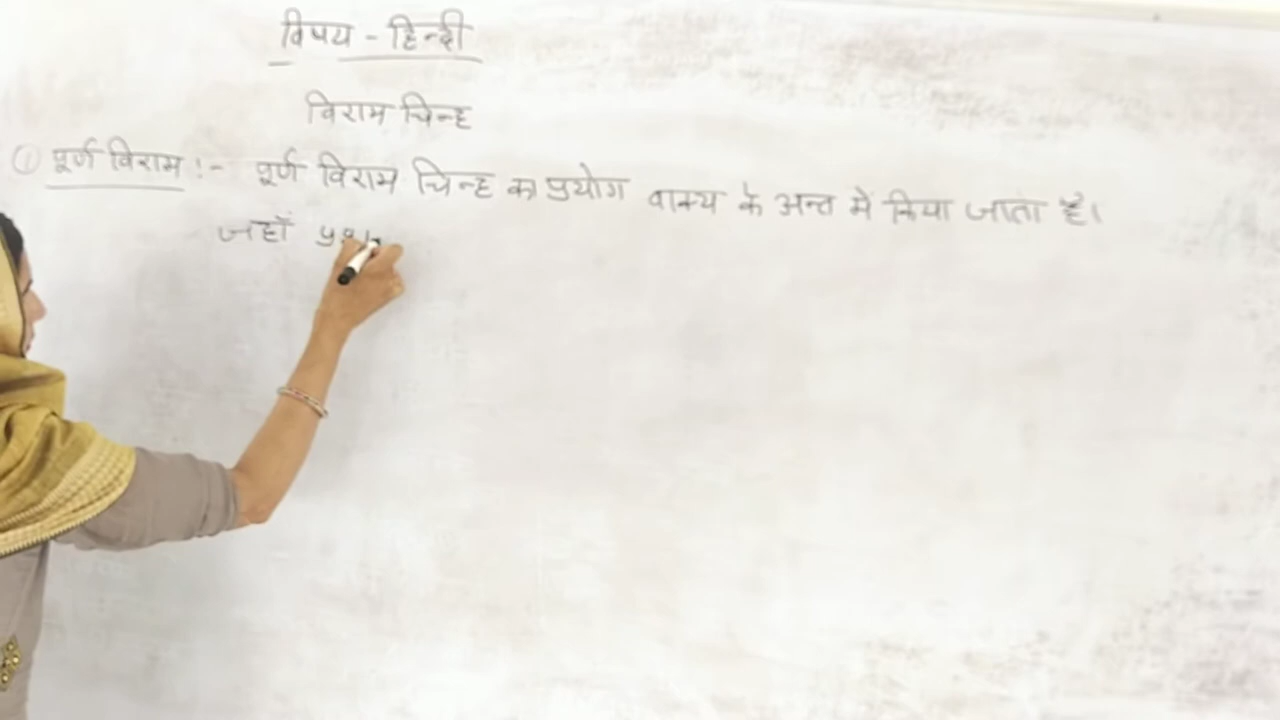 विषय - हिन्दी
विराम चिन्ह
① पूर्ण विराम :- पूर्ण विराम चिन्ह का प्रयोग वाक्य के अन्त में किया जाता है।
जहाँ